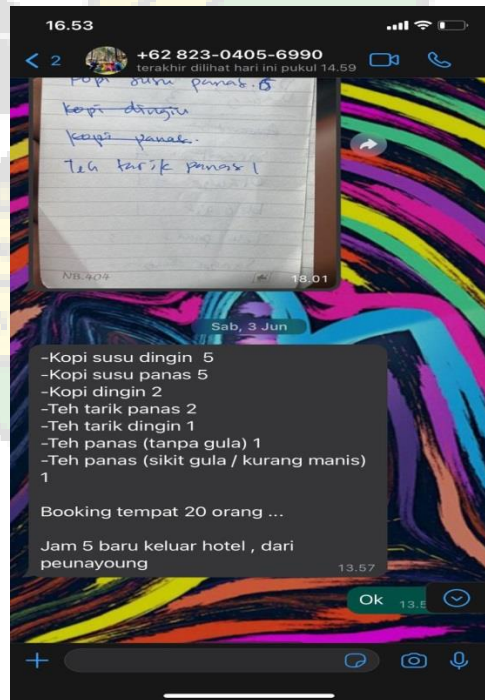 16.53
2
+62 823-0405-6990
terakhir dilihat hari ini pukul 14.59
kopi susu panas. 5
kopi dingin
kopi panas.
Teh tarik panas 1
NB.404
18.01
Sab, 3 Jun
-Kopi susu dingin  5
-Kopi susu panas 5
-Kopi dingin 2
-Teh tarik panas 2
-Teh tarik dingin 1
-Teh panas (tanpa gula) 1
-Teh panas (sikit gula / kurang manis)
1
Booking tempat 20 orang ...
Jam 5 baru keluar hotel , dari
peunayoung
13.57
Ok